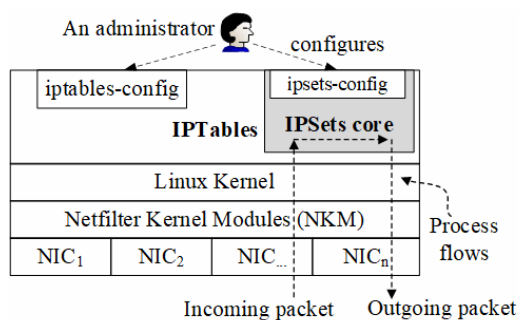 An administrator
configures
iptables-config
ipsets-config
IPTables
IPSets core
Linux Kernel
Netfilter Kernel Modules (NKM)
Process
flows
NIC₁
NIC₂
NIC...
NICn
Incoming packet
Outgoing packet